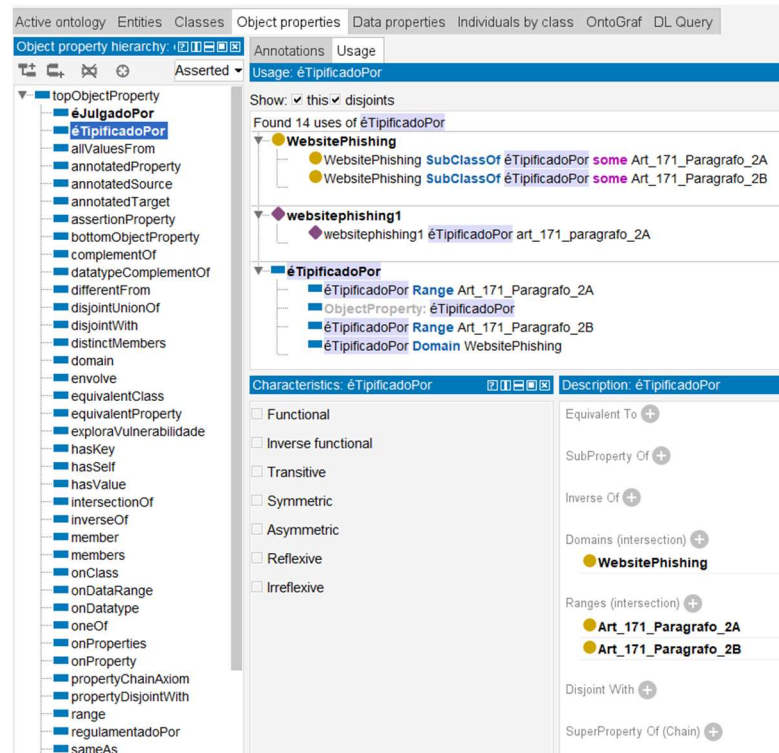 Active ontology Entities Classes Object properties Data properties Individuals by class OntoGraf DL Query
Object property hierarchy:
Asserted
topObjectProperty
éJulgadoPor
éTipificadoPor
allValuesFrom
annotatedProperty
annotatedSource
annotatedTarget
assertionProperty
bottomObjectProperty
complementOf
datatypeComplementOf
differentFrom
disjointUnionOf
disjointWith
distinctMembers
domain
envolve
equivalentClass
equivalentProperty
exploraVulnerabilidade
hasKey
hasSelf
hasValue
intersectionOf
inverseOf
member
members
onClass
onDataRange
onDatatype
oneOf
onProperties
onProperty
propertyChainAxiom
propertyDisjointWith
range
regulamentadoPor
sameAs
Annotations Usage
Usage: éTipificadoPor
Show: this disjoints
Found 14 uses of éTipificadoPor
WebsitePhishing
WebsitePhishing SubClassOf éTipificadoPor some Art_171_Paragrafo_2A
WebsitePhishing SubClassOf éTipificadoPor some Art_171_Paragrafo_2B
websitephishing1
websitephishing1 éTipificadoPor art_171_paragrafo_2A
éTipificadoPor
éTipificadoPor Range Art_171_Paragrafo_2A
ObjectProperty: éTipificadoPor
éTipificadoPor Range Art_171_Paragrafo_2B
éTipificadoPor Domain WebsitePhishing
Characteristics: éTipificadoPor
Functional
Inverse functional
Transitive
Symmetric
Asymmetric
Reflexive
Irreflexive
Description: éTipificadoPor
Equivalent To
SubProperty Of
Inverse Of
Domains (intersection)
WebsitePhishing
Ranges (intersection)
Art_171_Paragrafo_2A
Art_171_Paragrafo_2B
Disjoint With
SuperProperty Of (Chain)